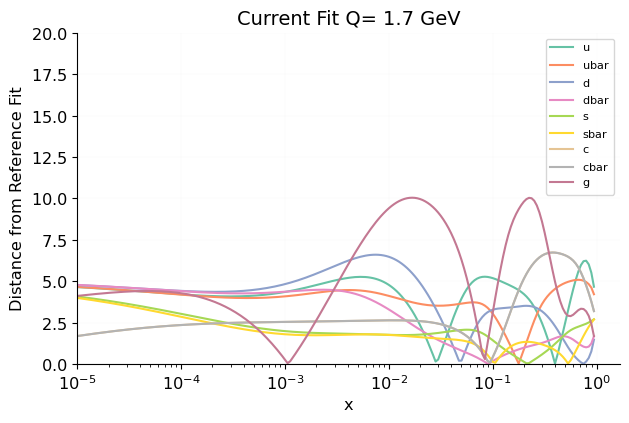 Current Fit Q= 1.7 GeV
20.0
17.5
15.0
12.5
10.0
7.5
5.0
2.5
0.0
Distance from Reference Fit
10⁻⁵
10⁻⁴
10⁻³
10⁻²
10⁻¹
10⁰
x
u
ubar
d
dbar
s
sbar
c
cbar
g